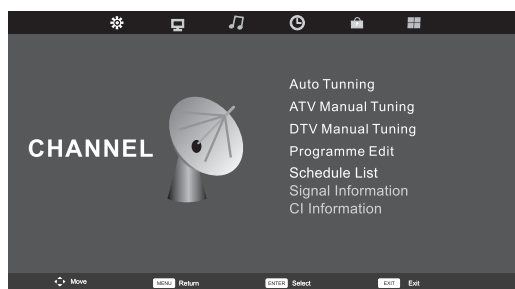 CHANNEL
Auto Tunning
ATV Manual Tuning
DTV Manual Tuning
Programme Edit
Schedule List
Signal Information
CI Information
Move MENU Return ENTER Select EXIT Exit